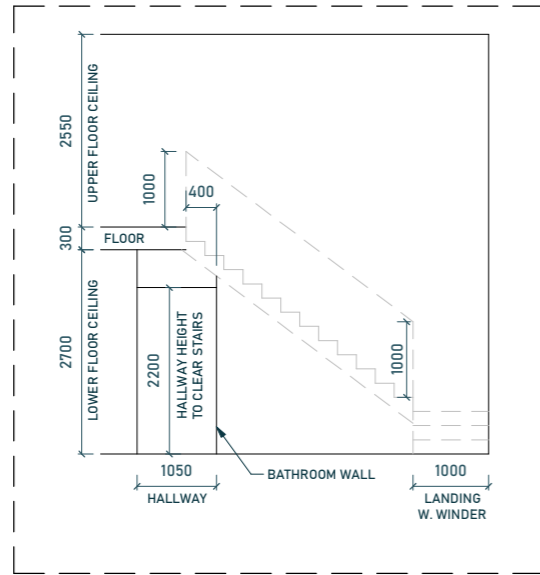 2550
UPPER FLOOR CEILING
1000
400
300
FLOOR
2700
LOWER FLOOR CEILING
2200
HALLWAY HEIGHT
TO CLEAR STAIRS
1000
1050
HALLWAY
BATHROOM WALL
1000
LANDING
W. WINDER